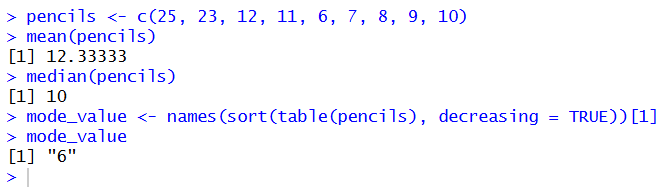 > pencils <- c(25, 23, 12, 11, 6, 7, 8, 9, 10)
> mean(pencils)
[1] 12.33333
> median(pencils)
[1] 10
> mode_value <- names(sort(table(pencils), decreasing = TRUE))[1]
> mode_value
[1] "6"
>